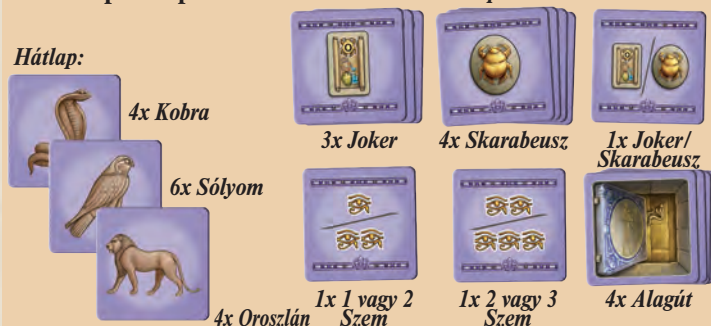 Hátlap:
4x Kobra
6x Sólyom
4x Oroszlán
3x Joker
4x Skarabeusz
1x Joker/
Skarabeusz
1x 1 vagy 2
Szem
1x 2 vagy 3
Szem
4x Alagút